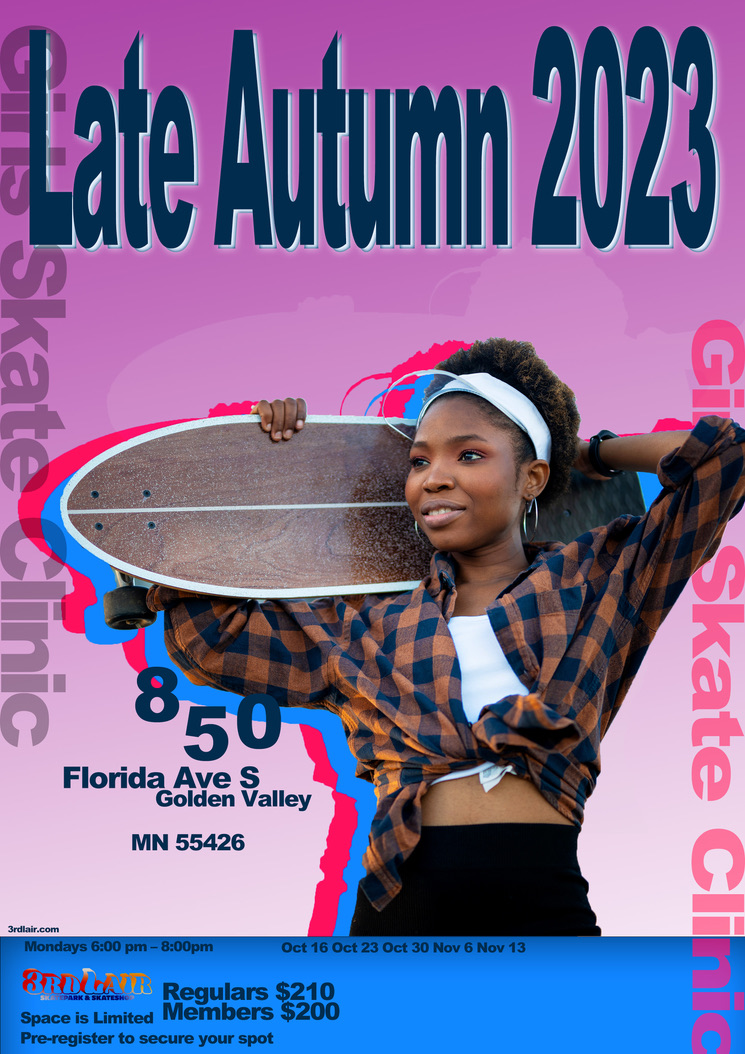 Late Autumn 2023
Girls Skate Clinic
Girls Skate Clinic
850
Florida Ave S
Golden Valley
MN 55426
3rdlair.com
Mondays 6:00 pm – 8:00pm
Oct 16 Oct 23 Oct 30 Nov 6 Nov 13
3RD LAIR
SKATEPARK & SKATESHOP
Regulars $210
Members $200
Space is Limited
Pre-register to secure your spot